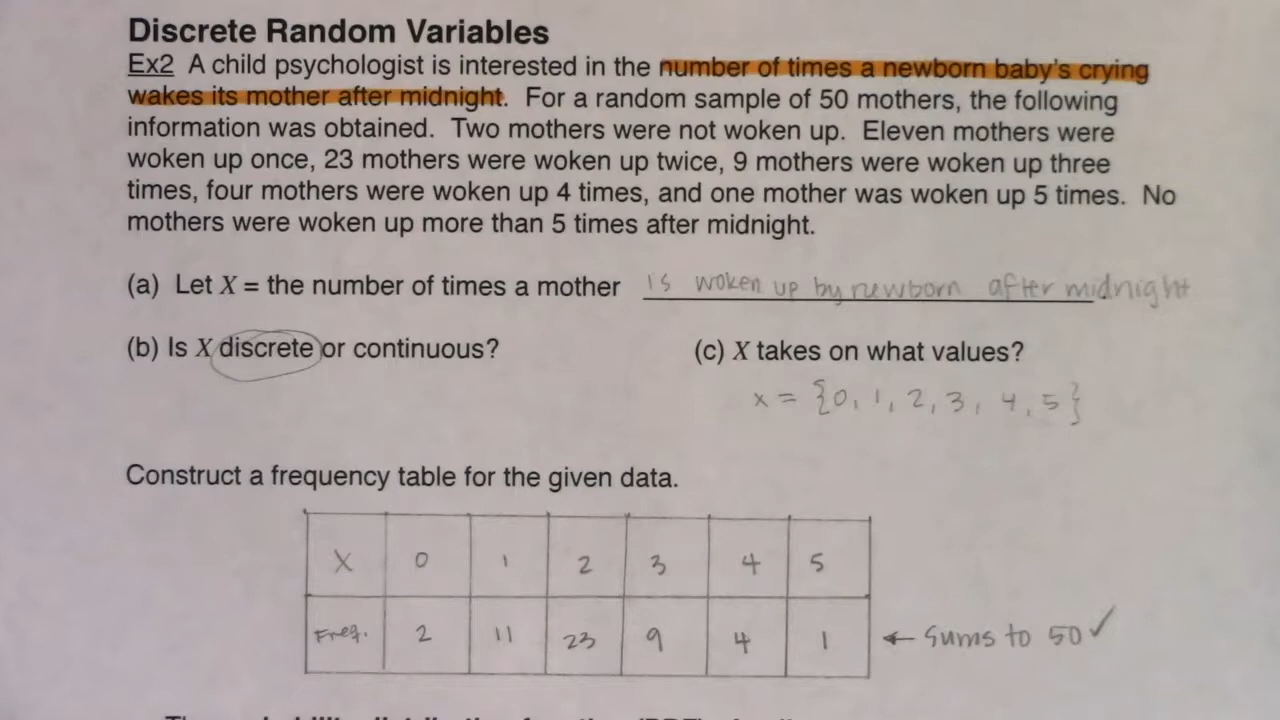 Discrete Random Variables
Ex2 A child psychologist is interested in the number of times a newborn baby's crying
wakes its mother after midnight. For a random sample of 50 mothers, the following
information was obtained. Two mothers were not woken up. Eleven mothers were
woken up once, 23 mothers were woken up twice, 9 mothers were woken up three
times, four mothers were woken up 4 times, and one mother was woken up 5 times. No
mothers were woken up more than 5 times after midnight.
(a) Let X = the number of times a mother is woken up by newborn after midnight
(b) Is X discrete or continuous? (c) X takes on what values?
x = {0, 1, 2, 3, 4, 5}
Construct a frequency table for the given data.
X 0 1 2 3 4 5
Freq. 2 11 23 9 4 1 ← Sums to 50 ✓